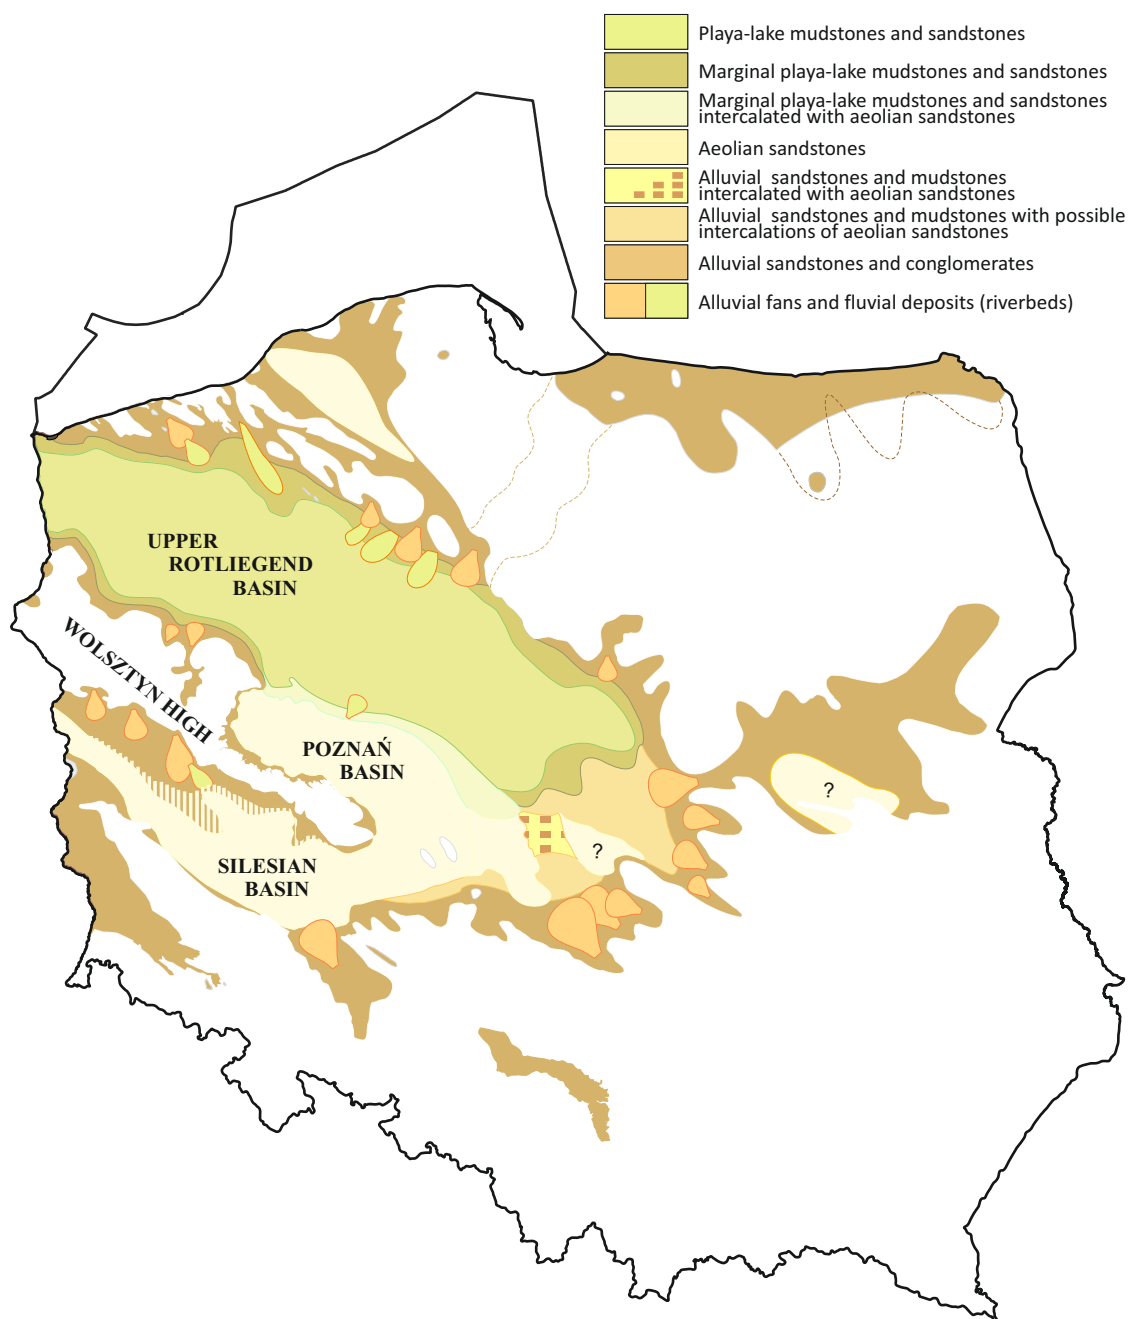 Playa-lake mudstones and sandstones
Marginal playa-lake mudstones and sandstones
Marginal playa-lake mudstones and sandstones
intercalated with aeolian sandstones
Aeolian sandstones
Alluvial sandstones and mudstones
intercalated with aeolian sandstones
Alluvial sandstones and mudstones with possible
intercalations of aeolian sandstones
Alluvial sandstones and conglomerates
Alluvial fans and fluvial deposits (riverbeds)
UPPER
ROTLIEGEND
BASIN
WOLSZTYN HIGH
POZNAŃ
BASIN
?
?
SILESIAN
BASIN